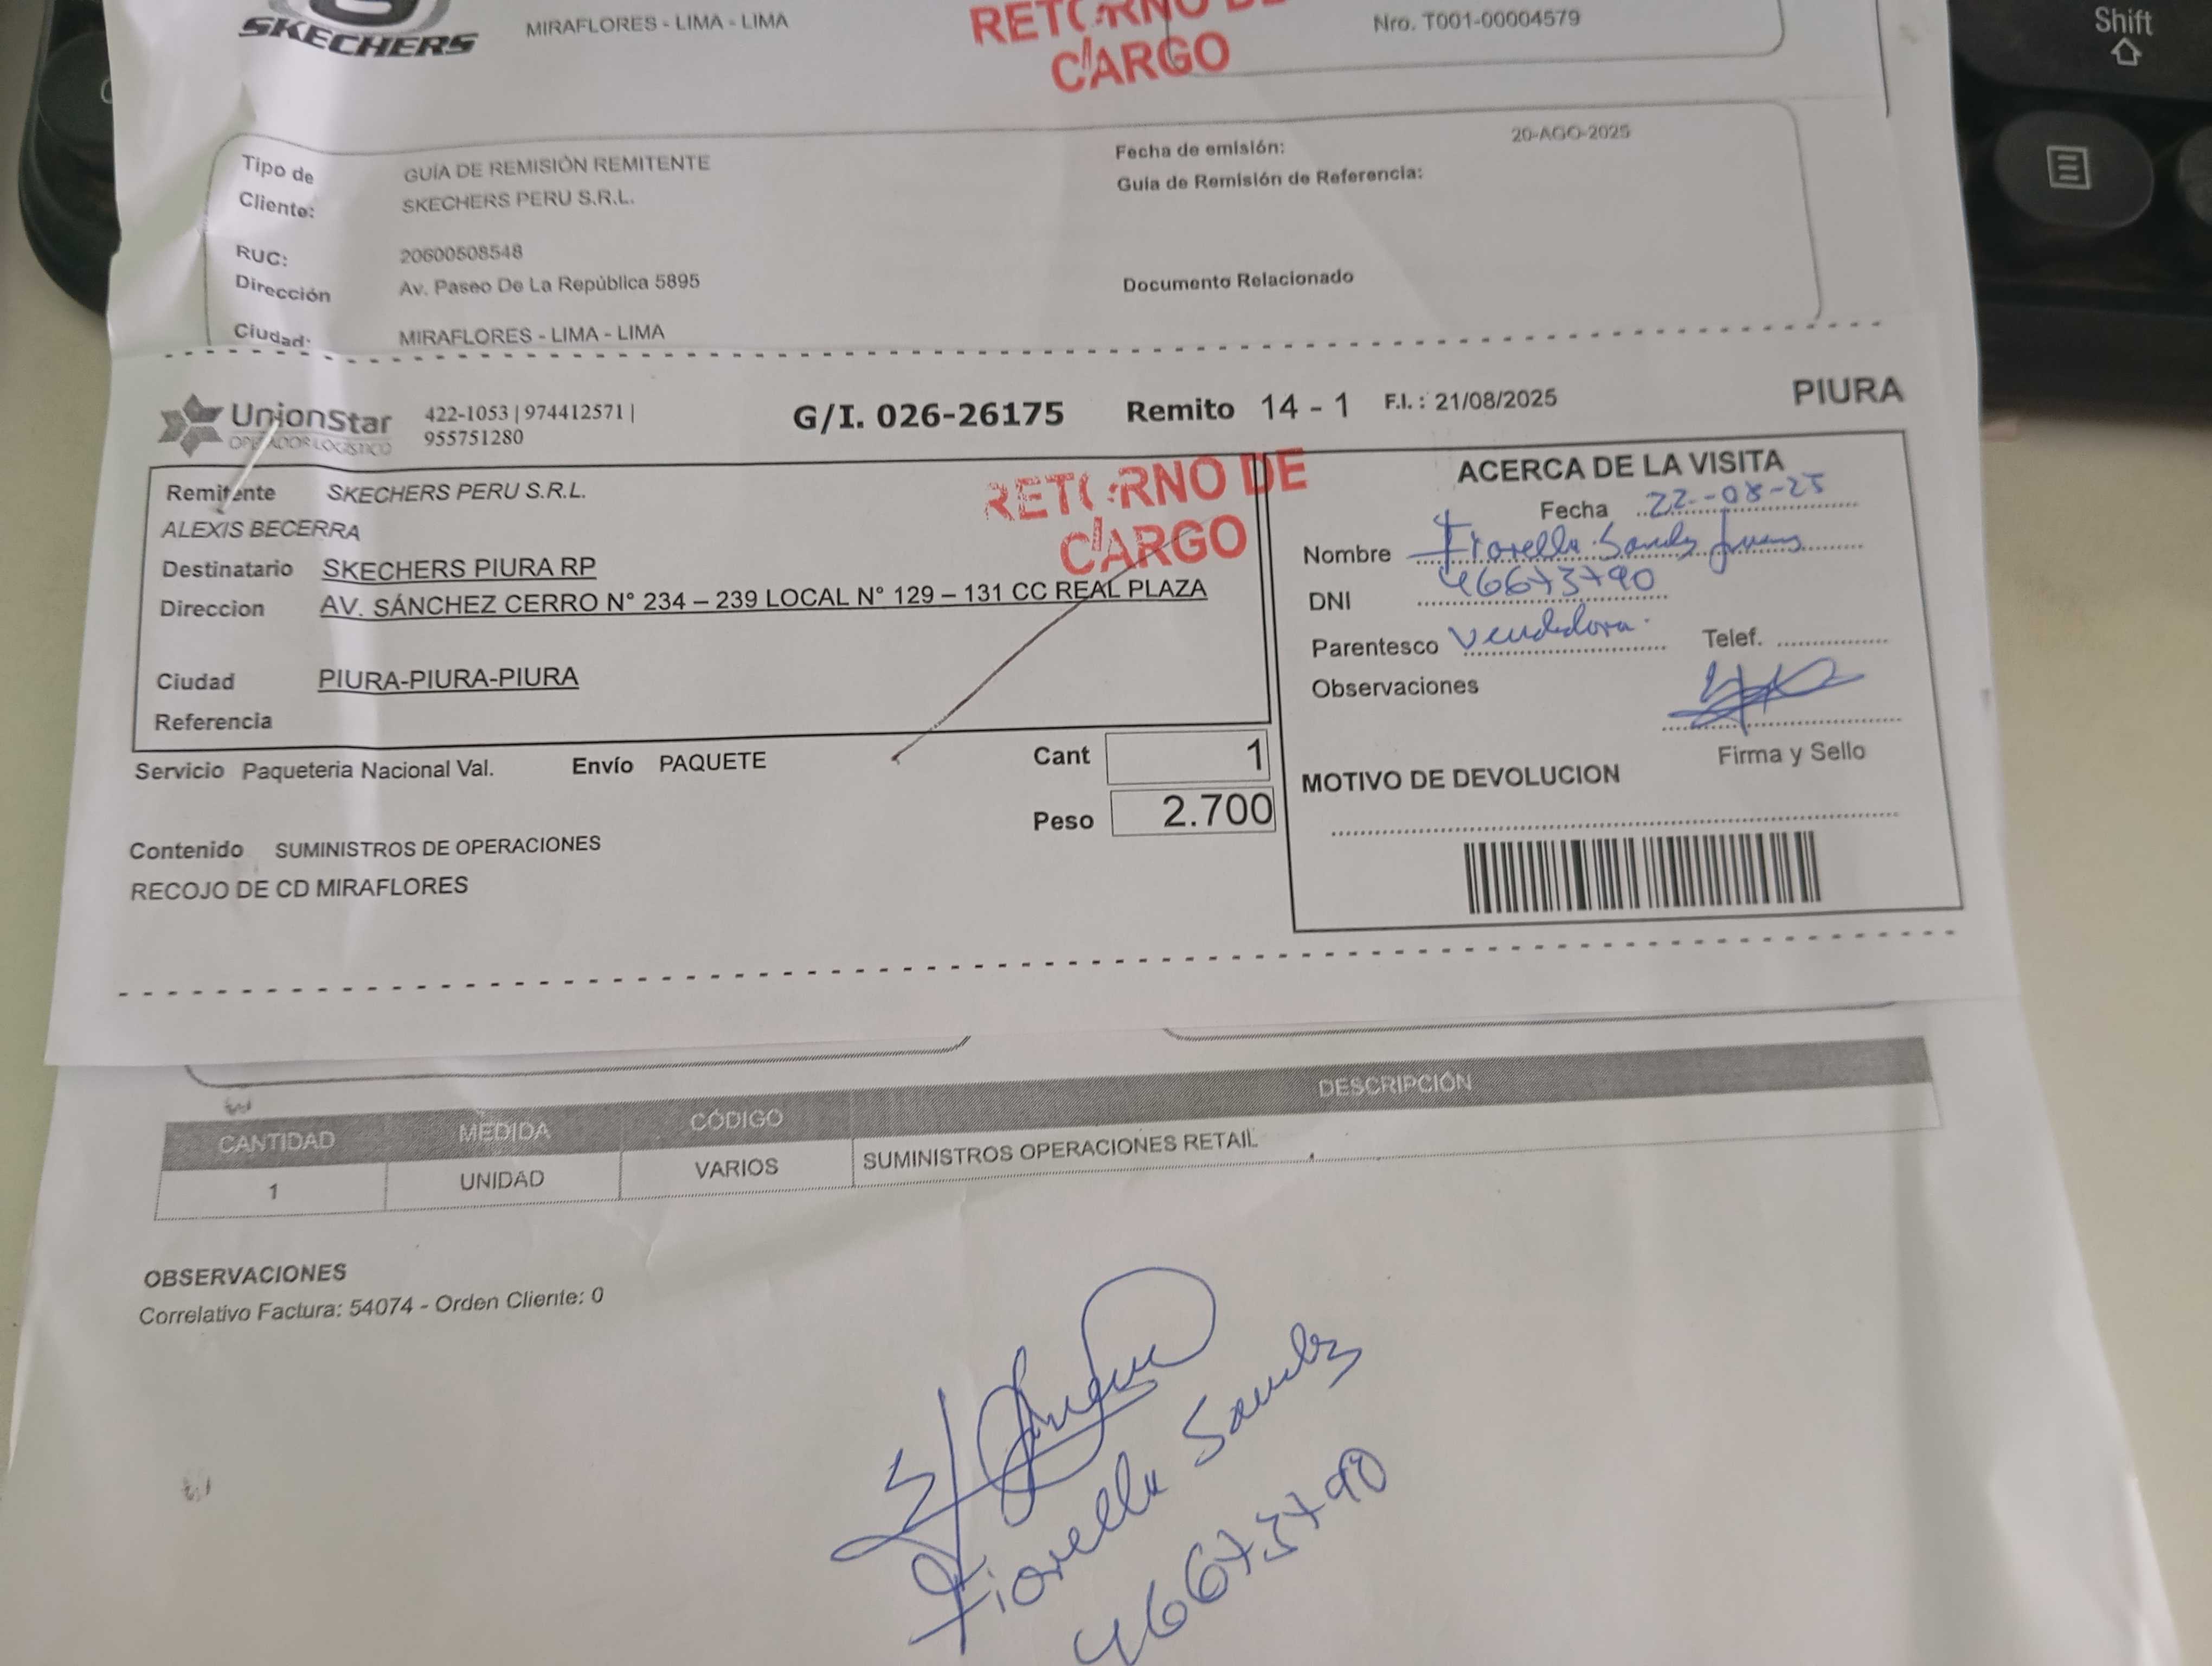 SKECHERS
MIRAFLORES - LIMA - LIMA
RETORNO DE
CARGO
Nro. T001-00004579
Shift
Tipo de GUÍA DE REMISIÓN REMITENTE
Cliente: SKECHERS PERU S.R.L.
RUC: 20600508548
Dirección Av. Paseo De La República 5895
Ciudad: MIRAFLORES - LIMA - LIMA
Fecha de emisión: 20-AGO-2025
Guía de Remisión de Referencia:
Documento Relacionado
UnionStar
OPERADOR LOGÍSTICO
422-1053 | 974412571 |
955751280
G/I. 026-26175 Remito 14 - 1 F.I. : 21/08/2025 PIURA
Remitente SKECHERS PERU S.R.L.
ALEXIS BECERRA
RETORNO DE
CARGO
Destinatario SKECHERS PIURA RP
Direccion AV. SÁNCHEZ CERRO N° 234 – 239 LOCAL N° 129 – 131 CC REAL PLAZA
Ciudad PIURA-PIURA-PIURA
Referencia
Servicio Paqueteria Nacional Val. Envío PAQUETE
Cant 1
Peso 2.700
Contenido SUMINISTROS DE OPERACIONES
RECOJO DE CD MIRAFLORES
ACERCA DE LA VISITA
Fecha 22-08-25
Nombre Fiorella
DNI 46673790
Parentesco Vendedora. Telef.
Observaciones
Firma y Sello
MOTIVO DE DEVOLUCION
CANTIDAD MEDIDA CÓDIGO DESCRIPCIÓN
1 UNIDAD VARIOS SUMINISTROS OPERACIONES RETAIL
OBSERVACIONES
Correlativo Factura: 54074 - Orden Cliente: 0
Fiorella
46673790